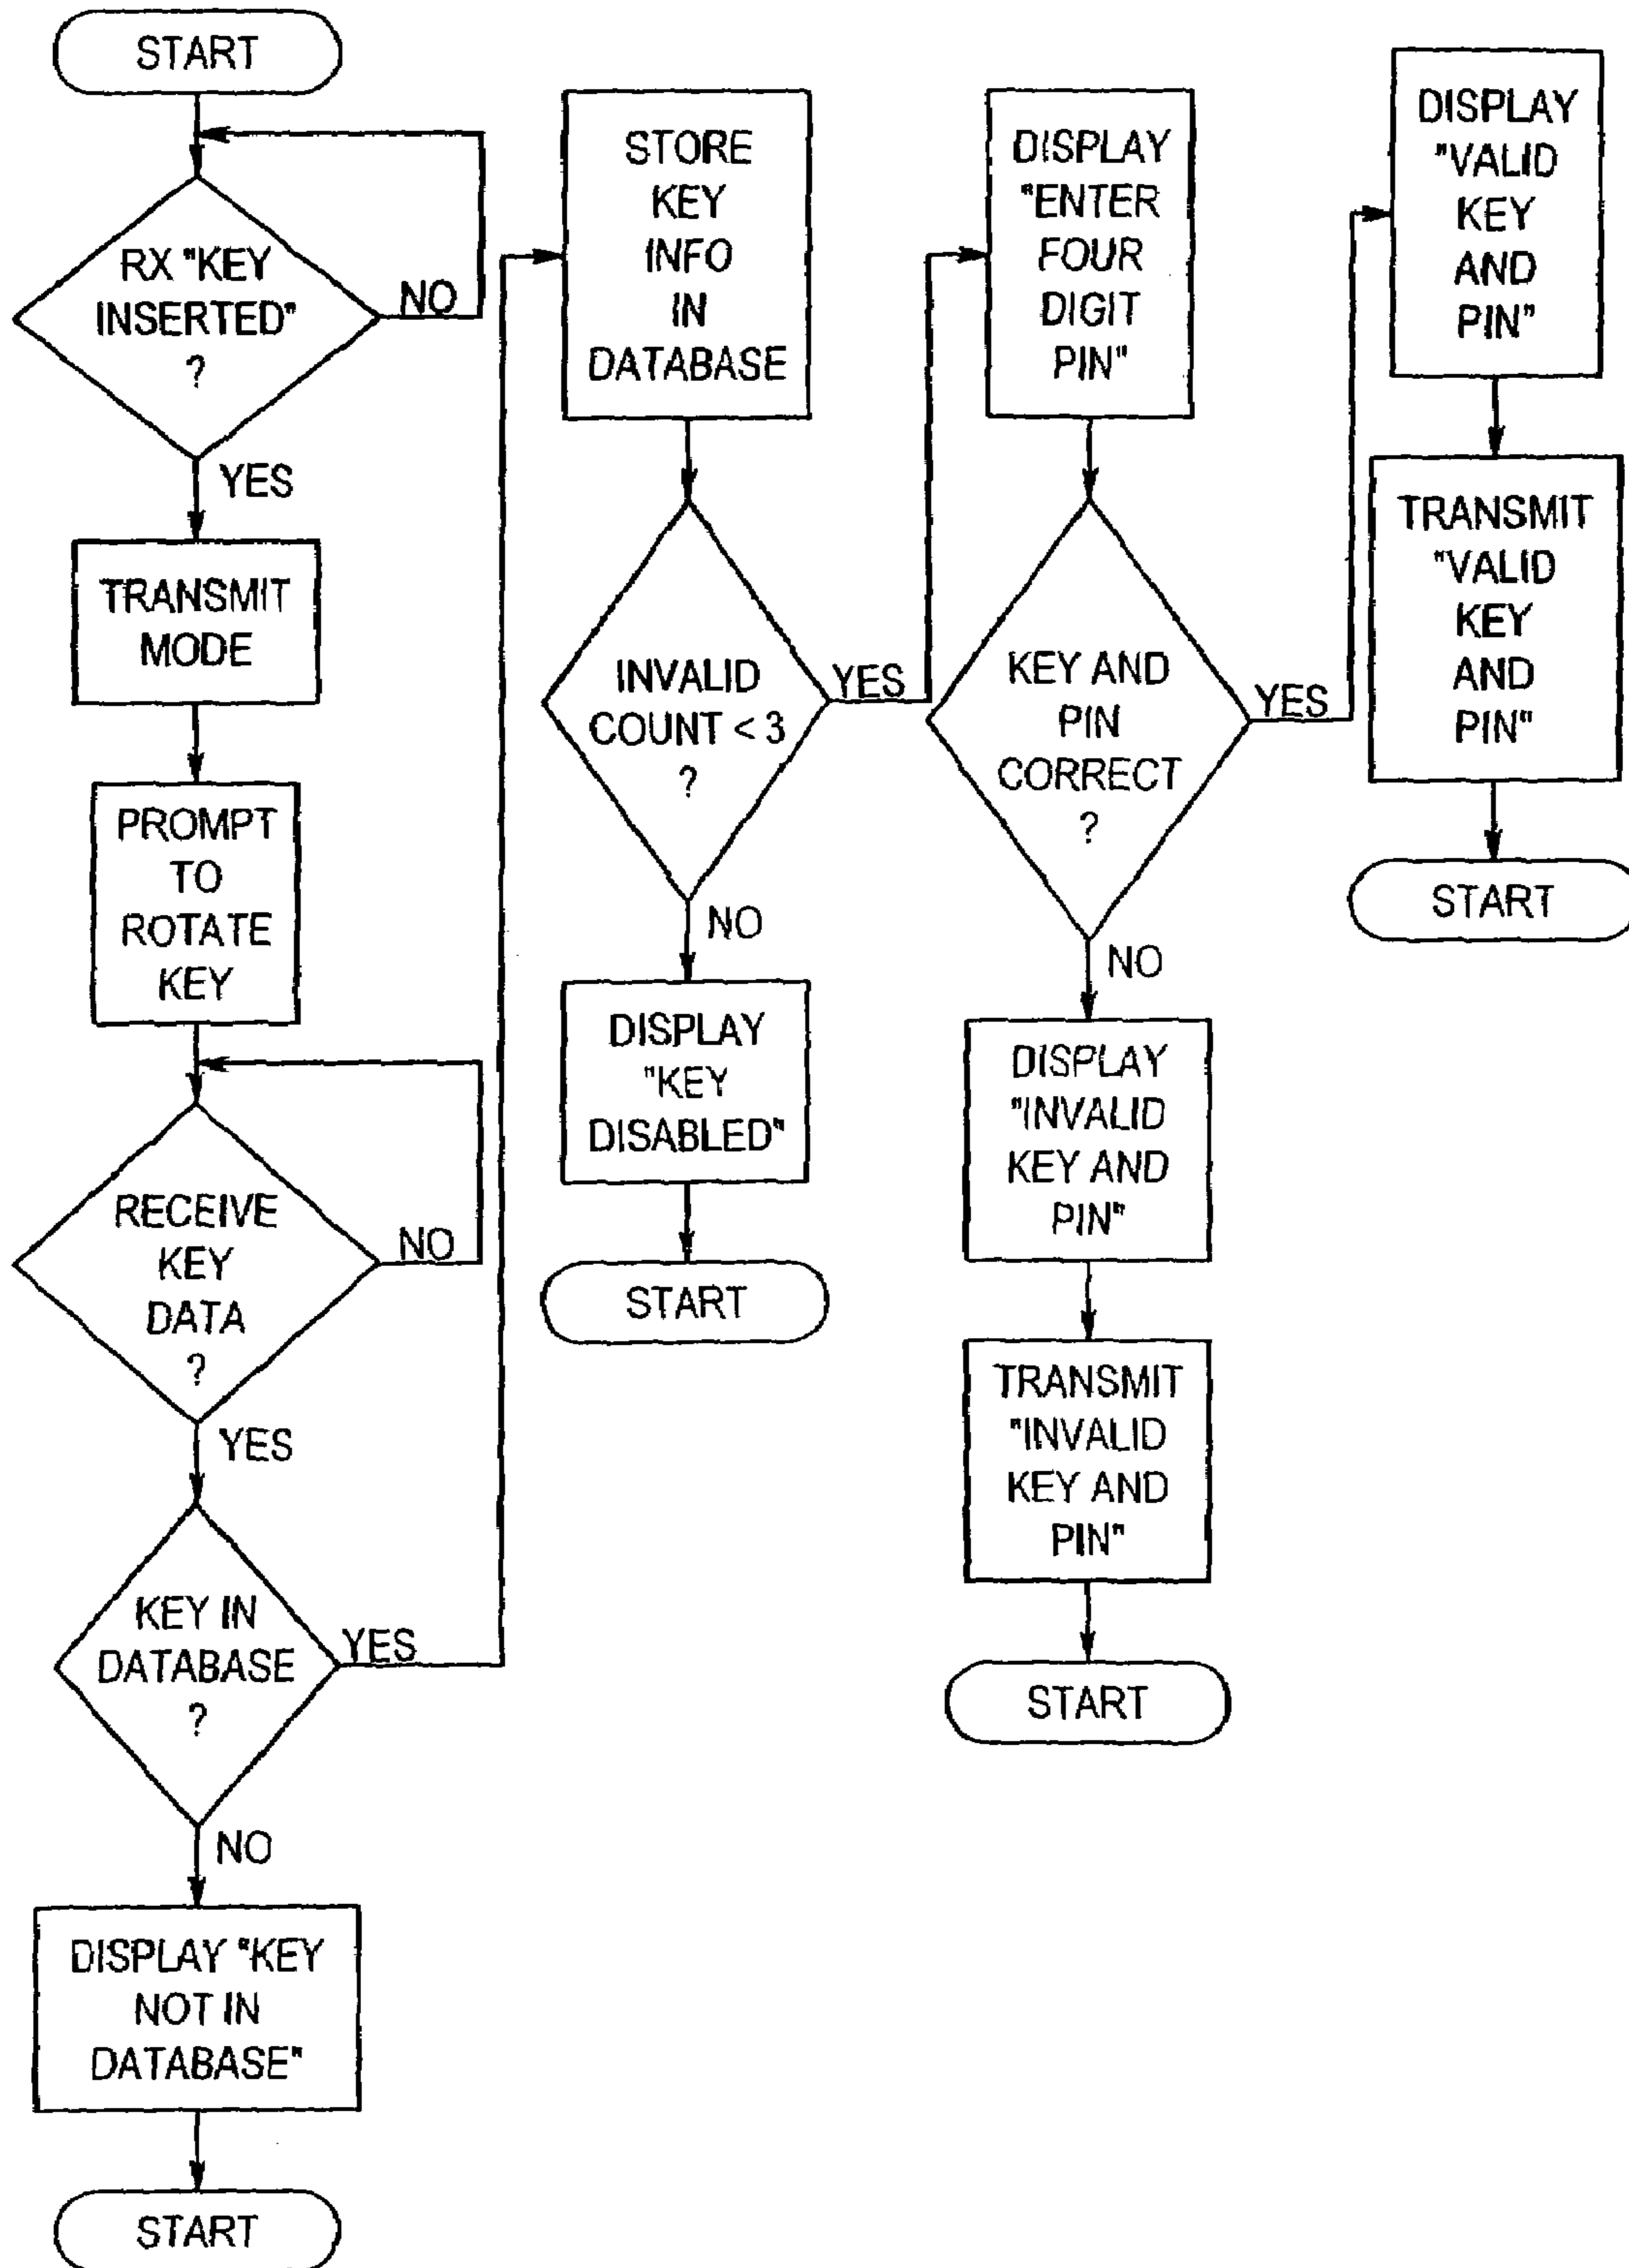 START
RX "KEY
INSERTED"
?
NO
YES
TRANSMIT
MODE
PROMPT
TO
ROTATE
KEY
RECEIVE
KEY
DATA
?
NO
YES
KEY IN
DATABASE
?
YES
NO
DISPLAY "KEY
NOT IN
DATABASE"
START
STORE
KEY
INFO
IN
DATABASE
INVALID
COUNT < 3
?
YES
NO
DISPLAY
"KEY
DISABLED"
START
DISPLAY
"ENTER
FOUR
DIGIT
PIN"
KEY AND
PIN
CORRECT
?
YES
NO
DISPLAY
"INVALID
KEY AND
PIN"
TRANSMIT
"INVALID
KEY AND
PIN"
START
DISPLAY
"VALID
KEY
AND
PIN"
TRANSMIT
"VALID
KEY
AND
PIN"
START